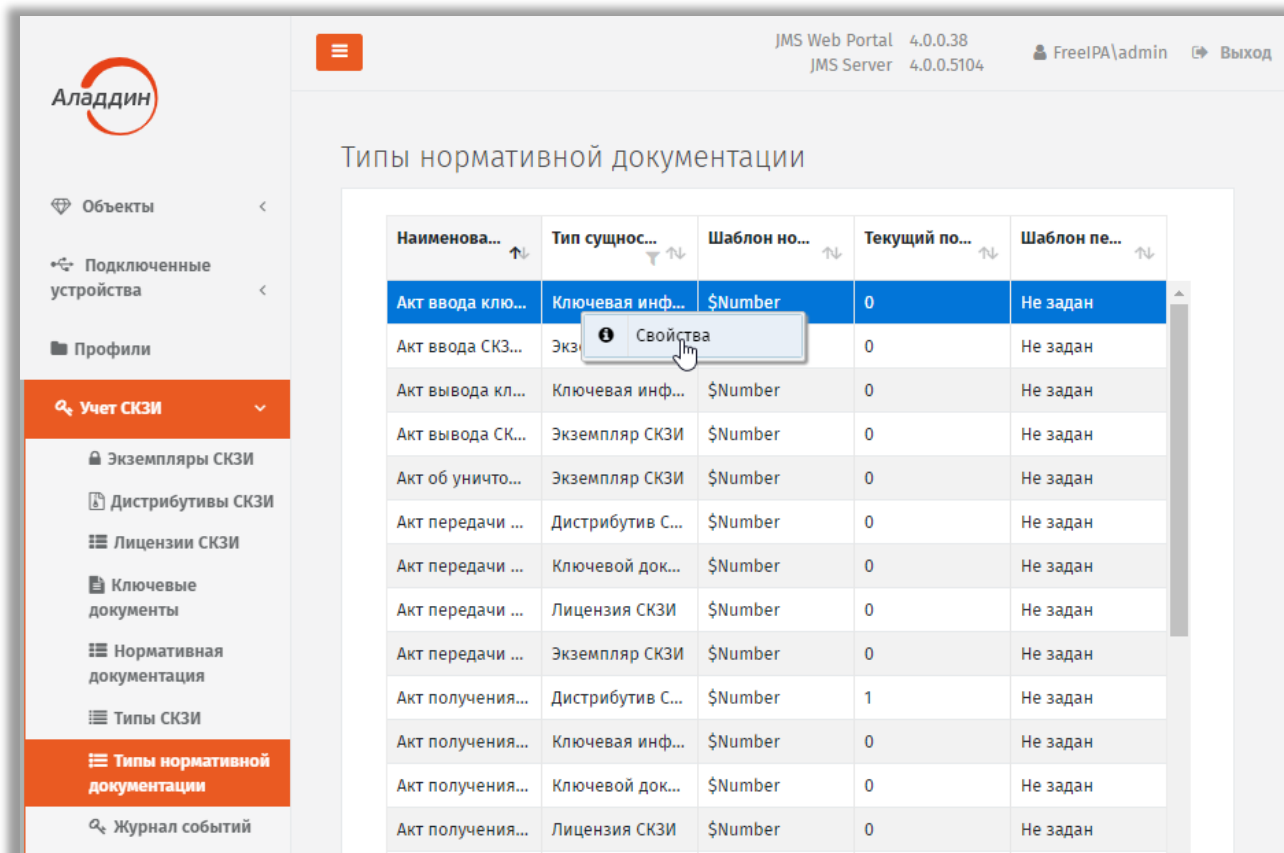 Аладдин
JMS Web Portal 4.0.0.38
JMS Server 4.0.0.5104
FreeIPA\admin
Выход
Типы нормативной документации
Объекты
Подключенные
устройства
Профили
Учет СКЗИ
Экземпляры СКЗИ
Дистрибутивы СКЗИ
Лицензии СКЗИ
Ключевые
документы
Нормативная
документация
Типы СКЗИ
Типы нормативной
документации
Журнал событий
Наименова... Тип сущнос... Шаблон но... Текущий по... Шаблон пе...
Акт ввода клю... Ключевая инф... $Number 0 Не задан
Свойства
Акт ввода СКЗ... Экз 0 Не задан
Акт вывода кл... Ключевая инф... $Number 0 Не задан
Акт вывода СК... Экземпляр СКЗИ $Number 0 Не задан
Акт об уничто... Экземпляр СКЗИ $Number 0 Не задан
Акт передачи ... Дистрибутив С... $Number 0 Не задан
Акт передачи ... Ключевой док... $Number 0 Не задан
Акт передачи ... Лицензия СКЗИ $Number 0 Не задан
Акт передачи ... Экземпляр СКЗИ $Number 0 Не задан
Акт получения... Дистрибутив С... $Number 1 Не задан
Акт получения... Ключевая инф... $Number 0 Не задан
Акт получения... Ключевой док... $Number 0 Не задан
Акт получения... Лицензия СКЗИ $Number 0 Не задан